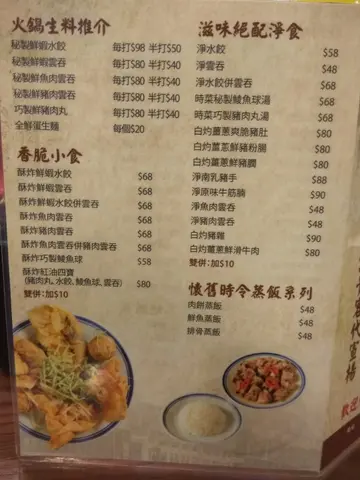 火鍋生料推介
秘製鮮蝦水餃 每打$98 半打$50
秘製鮮蝦雲吞 每打$80 半打$40
秘製鮮魚肉雲吞 每打$80 半打$40
秘製鮮豬肉雲吞 每打$80 半打$40
巧製鮮豬肉丸 每打$80 半打$40
全鮮蛋生麵 每個$20
香脆小食
酥炸鮮蝦水餃 $68
酥炸鮮蝦雲吞 $68
酥炸鮮蝦水餃併雲吞 $68
酥炸魚肉雲吞 $68
酥炸豬肉雲吞 $68
酥炸魚肉雲吞併豬肉雲吞 $68
酥炸巧製鯪魚球 $58
酥炸紅油四寶
(豬肉丸,水餃,鯪魚球,雲吞) $80
雙併:加$10
滋味絕配淨食
淨水餃 $58
淨雲吞 $48
淨水餃併雲吞 $68
時菜秘製鯪魚球湯 $68
時菜巧製豬肉丸湯 $68
白灼薑蔥爽脆豬肚 $80
白灼薑蔥鮮豬粉腸 $80
白灼薑蔥鮮豬膶 $80
淨南乳豬手 $88
淨原味牛筋腩 $90
淨魚肉雲吞 $48
淨豬肉雲吞 $48
白灼豬雜 $90
白灼薑蔥鮮滑牛肉 $80
雙併:加$10
懷舊時令蒸飯系列
肉餅蒸飯 $48
鮮魚蒸飯 $48
排骨蒸飯 $48